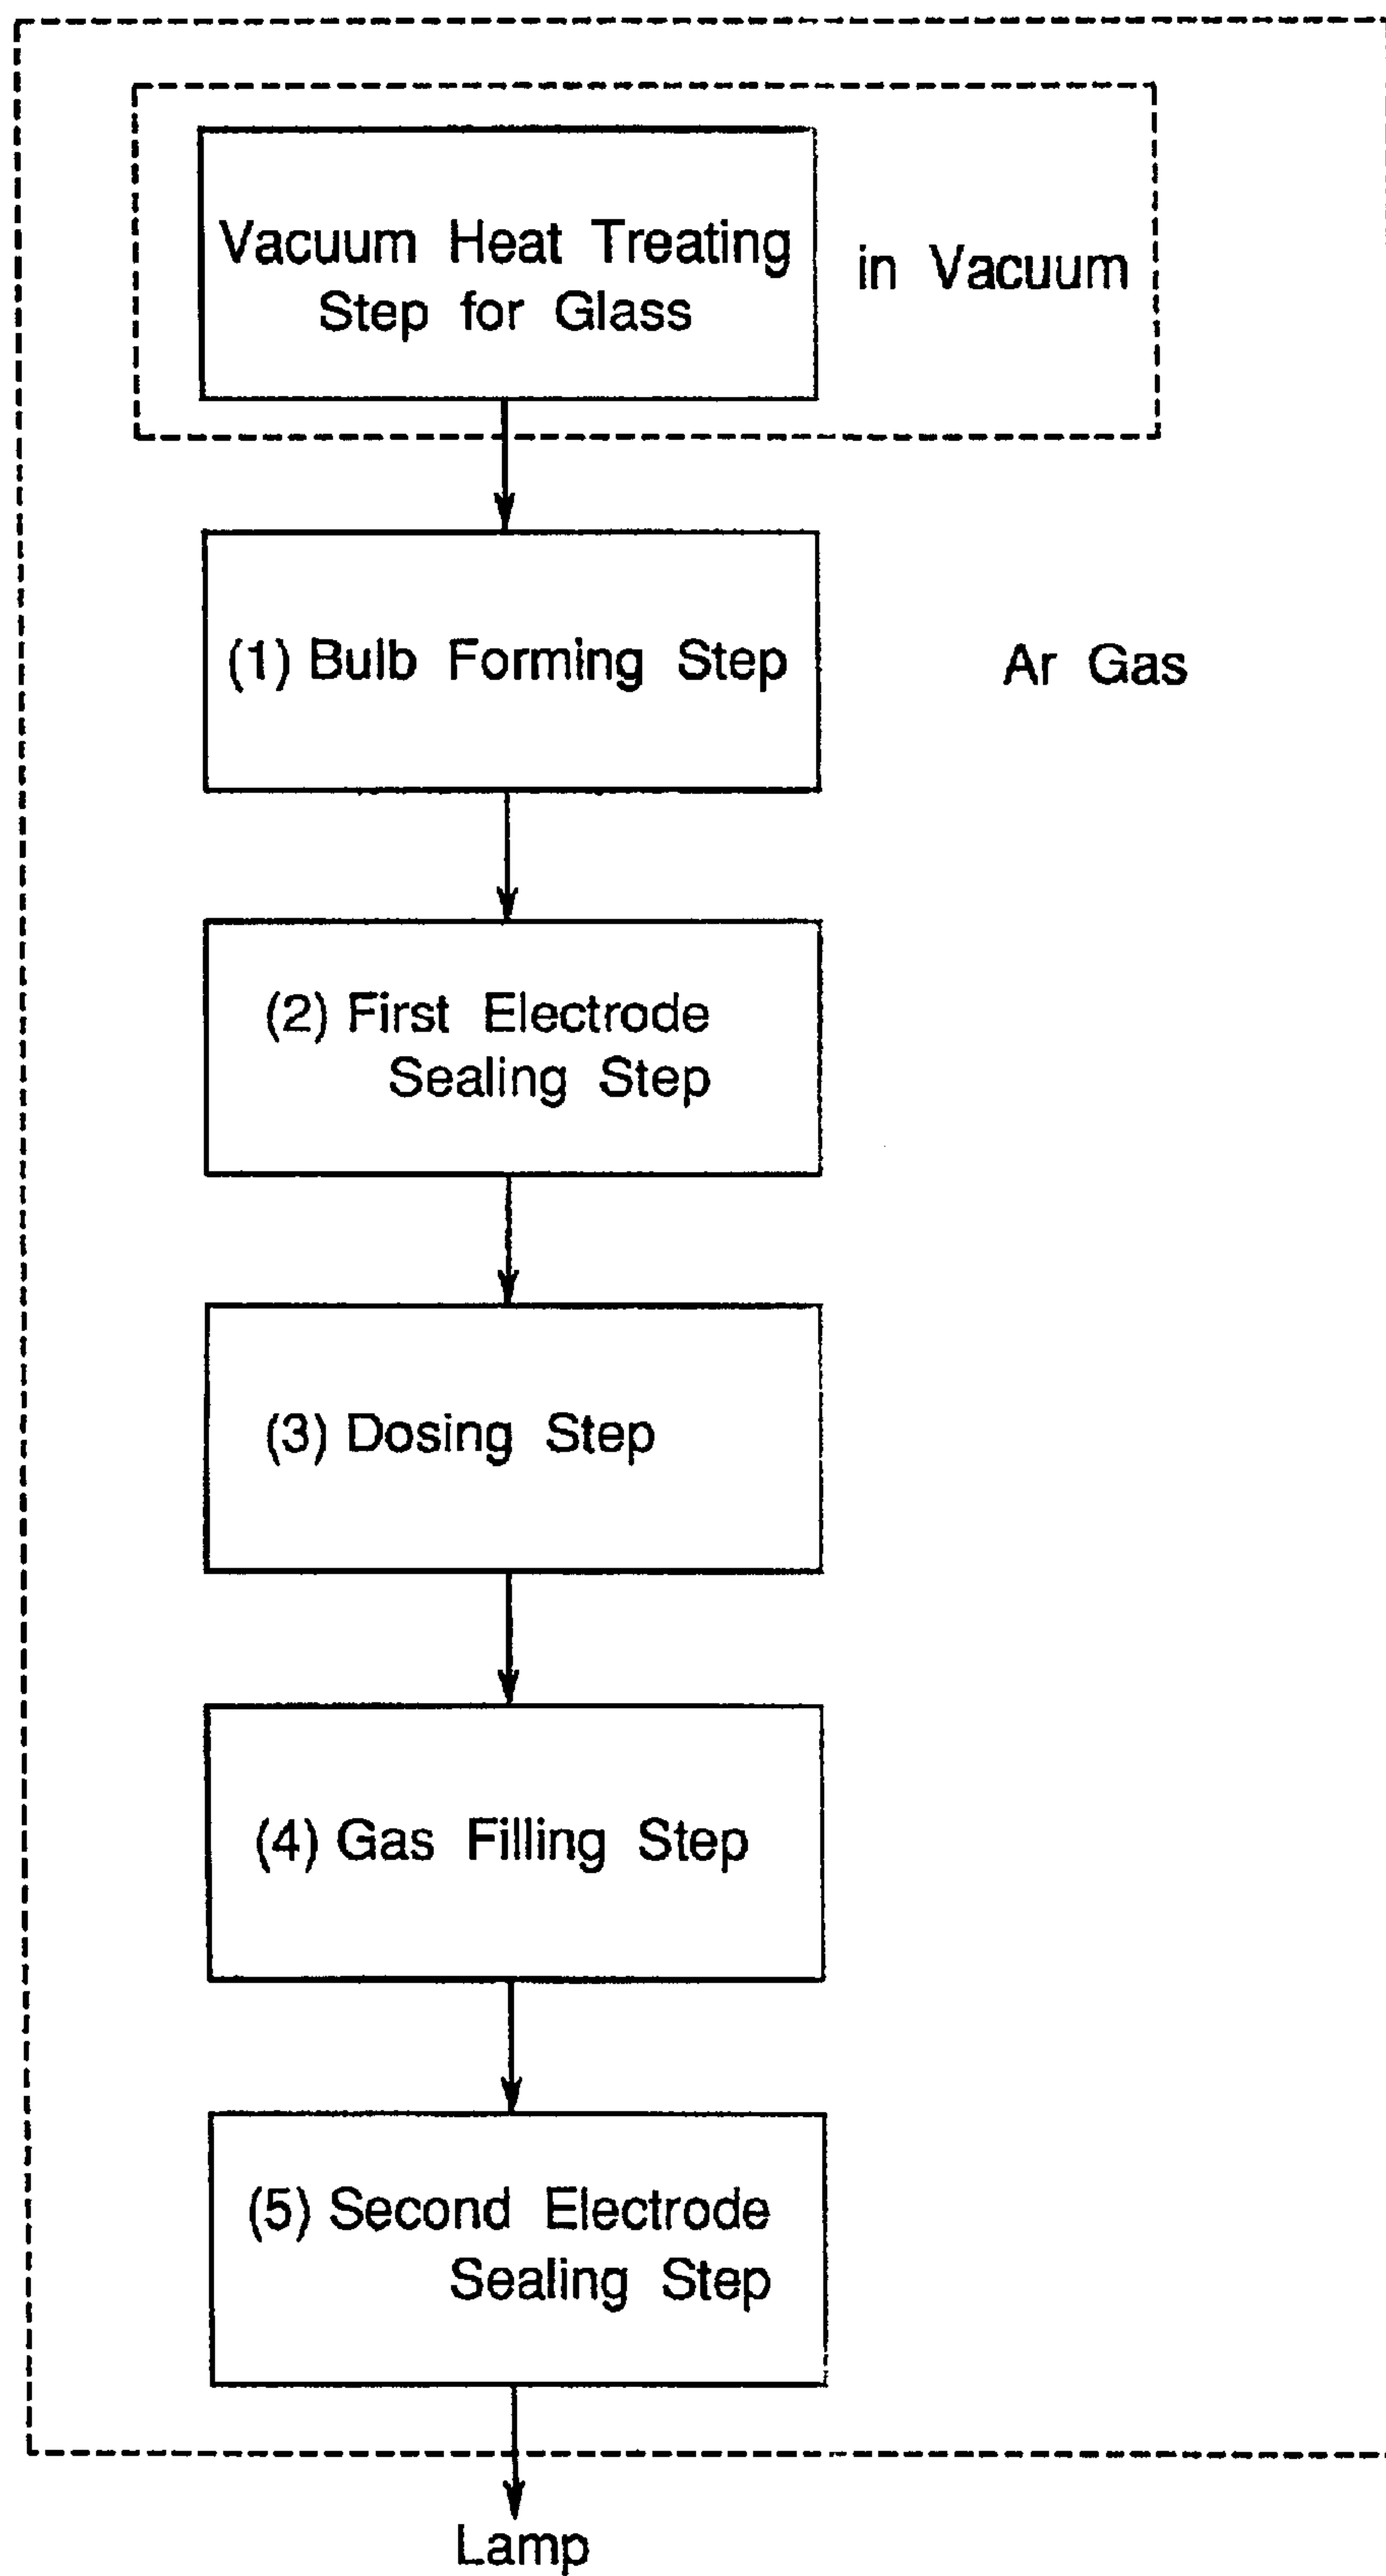 Vacuum Heat Treating
Step for Glass
in Vacuum
(1) Bulb Forming Step
Ar Gas
(2) First Electrode
Sealing Step
(3) Dosing Step
(4) Gas Filling Step
(5) Second Electrode
Sealing Step
Lamp